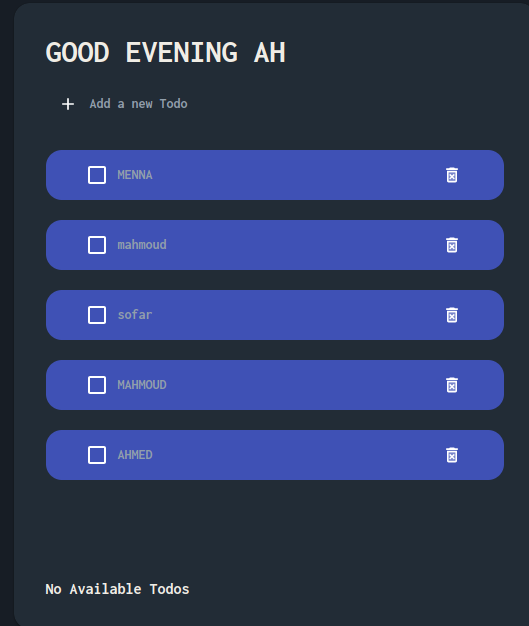 GOOD EVENING AH
Add a new Todo
MENNA
mahmoud
sofar
MAHMOUD
AHMED
No Available Todos